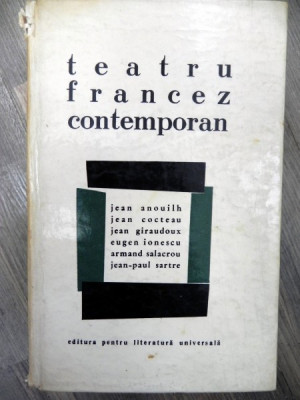 teatru
francez
contemporan
jean anouilh
jean cocteau
jean giraudoux
eugen ionescu
armand salacrou
jean-paul sartre
editura pentru literatură universală